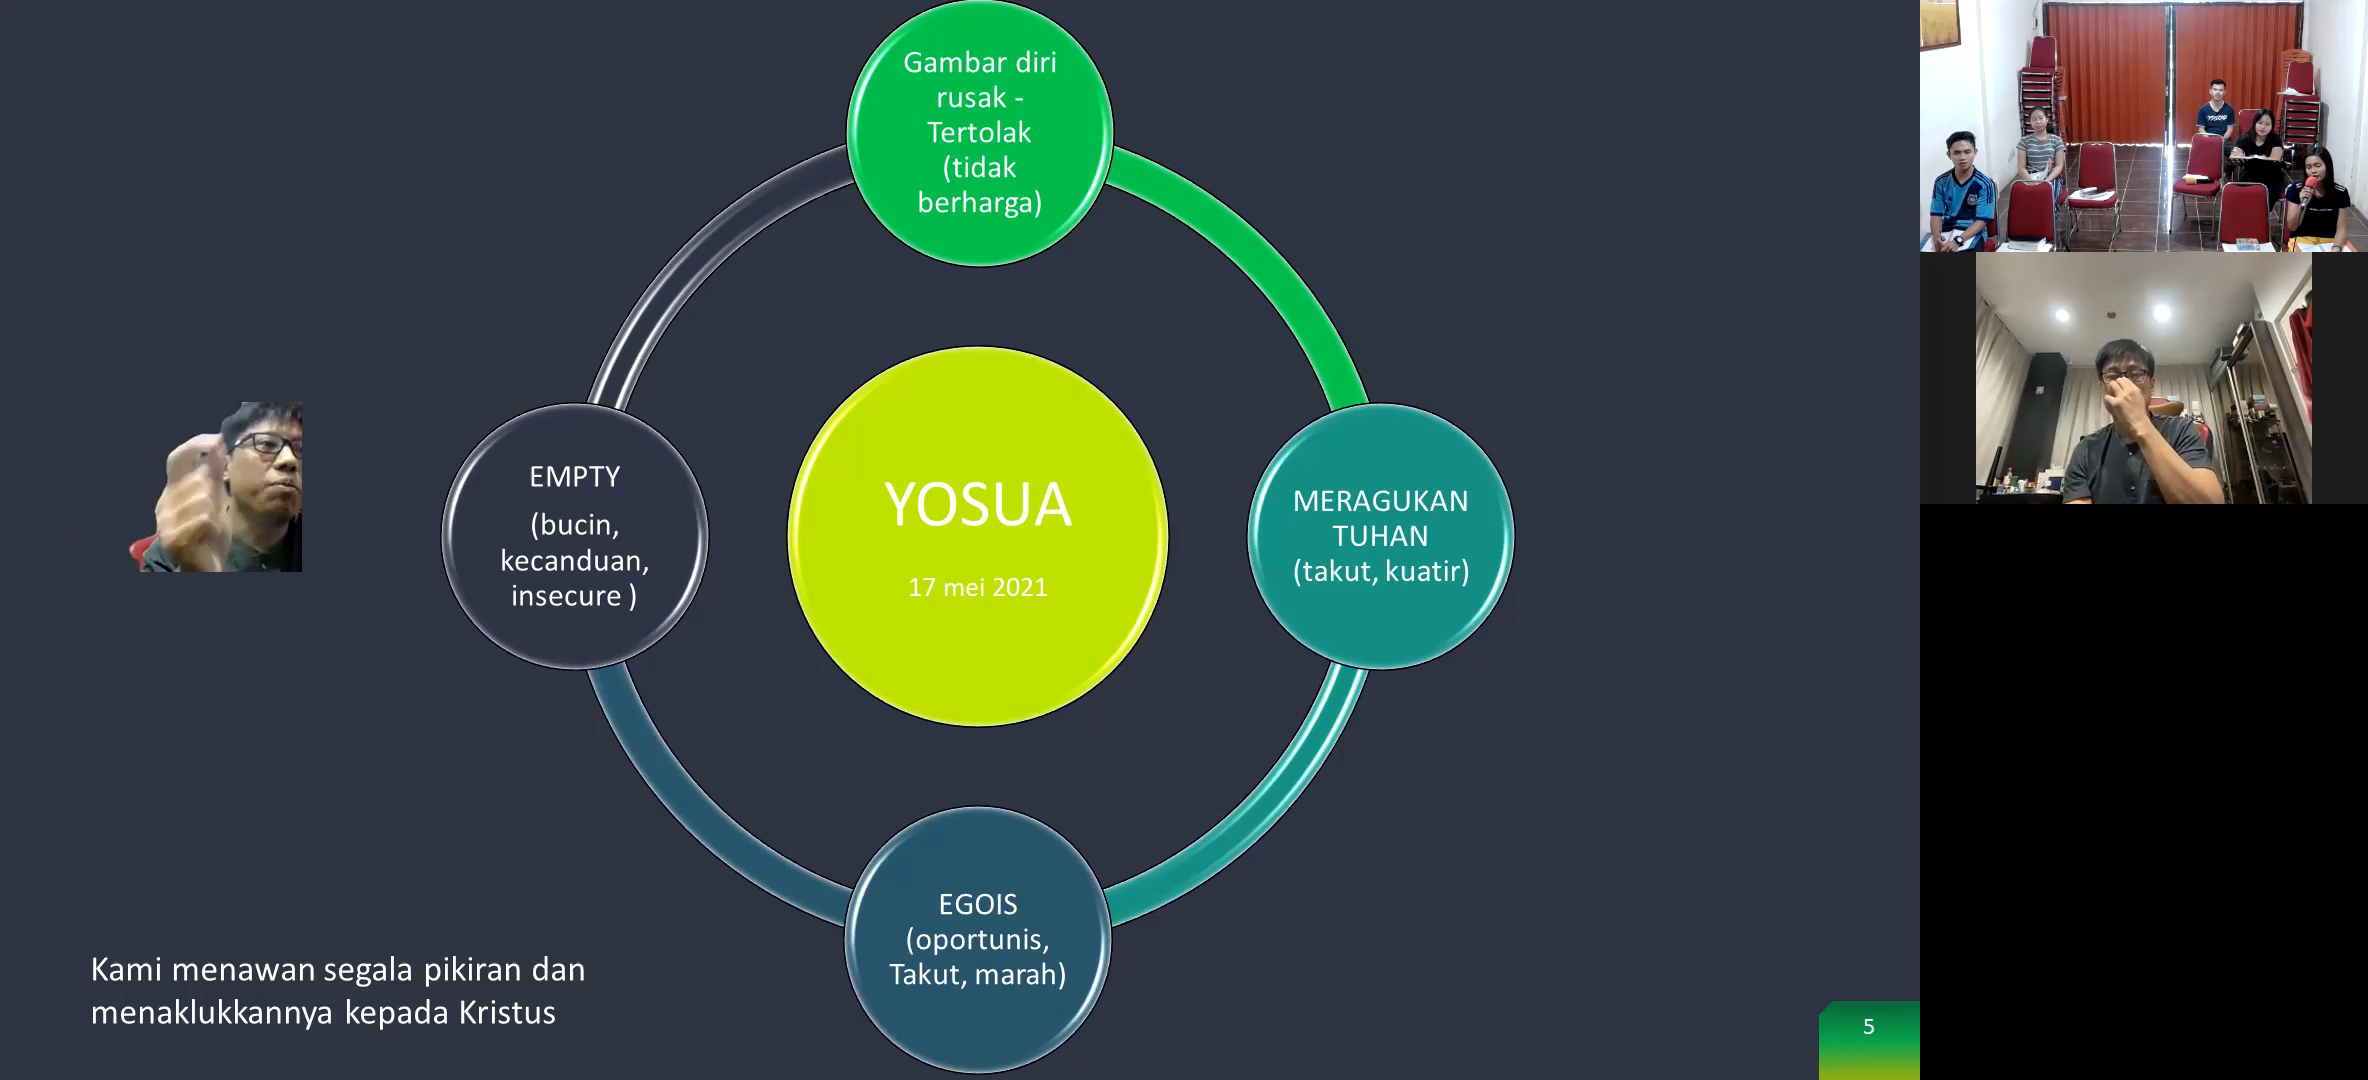 Gambar diri
rusak -
Tertolak
(tidak
berharga)
EMPTY
(bucin,
kecanduan,
insecure )
YOSUA
17 mei 2021
MERAGUKAN
TUHAN
(takut, kuatir)
EGOIS
(oportunis,
Takut, marah)
Kami menawan segala pikiran dan
menaklukkannya kepada Kristus
5